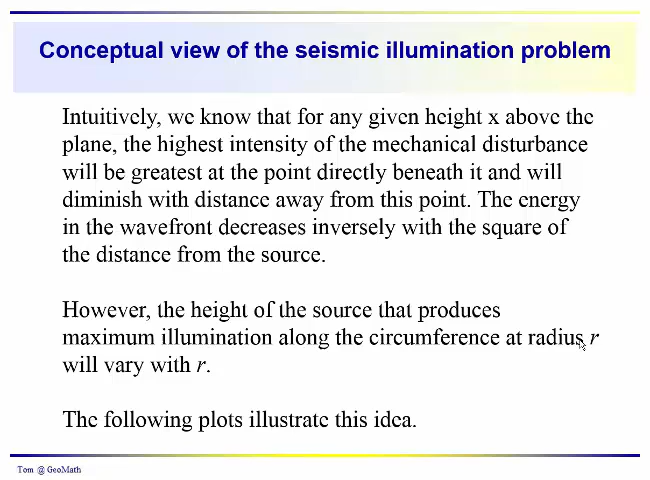 Conceptual view of the seismic illumination problem
Intuitively, we know that for any given height x above the
plane, the highest intensity of the mechanical disturbance
will be greatest at the point directly beneath it and will
diminish with distance away from this point. The energy
in the wavefront decreases inversely with the square of
the distance from the source.
However, the height of the source that produces
maximum illumination along the circumference at radius r
will vary with r.
The following plots illustrate this idea.
Tom @ GeoMath